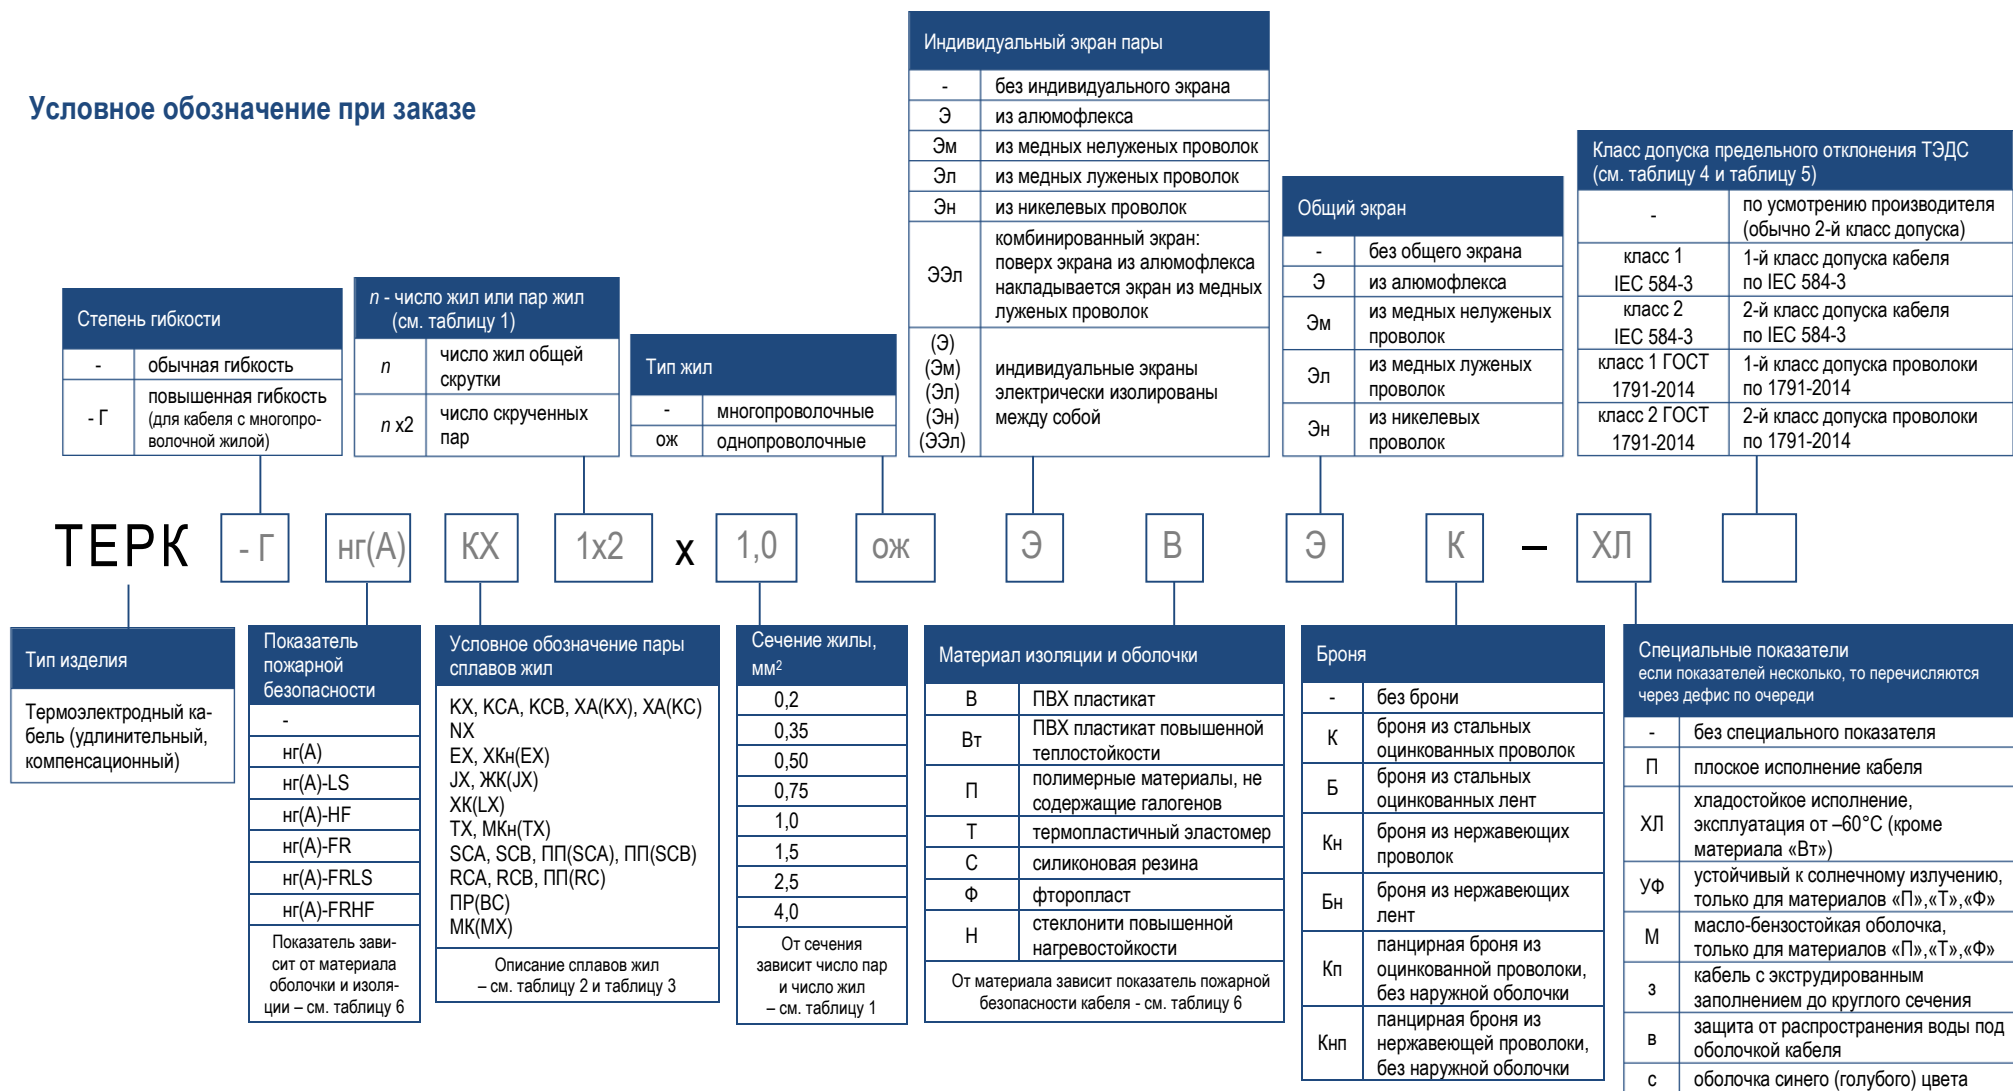 Условное обозначение при заказе
Степень гибкости
- обычная гибкость
- Г повышенная гибкость
(для кабеля с многопро-
волочной жилой)
n - число жил или пар жил
(см. таблицу 1)
n число жил общей
скрутки
n x2 число скрученных
пар
Тип жил
- многопроволочные
ож однопроволочные
Индивидуальный экран пары
- без индивидуального экрана
Э из алюмофлекса
Эм из медных нелуженых проволок
Эл из медных луженых проволок
Эн из никелевых проволок
ЭЭл комбинированный экран:
поверх экрана из алюмофлекса
накладывается экран из медных
луженых проволок
(Э)
(Эм)
(Эл)
(Эн)
(ЭЭл)
индивидуальные экраны
электрически изолированы
между собой
Общий экран
- без общего экрана
Э из алюмофлекса
Эм из медных нелуженых
проволок
Эл из медных луженых
проволок
Эн из никелевых
проволок
Класс допуска предельного отклонения ТЭДС
(см. таблицу 4 и таблицу 5)
- по усмотрению производителя
(обычно 2-й класс допуска)
класс 1 1-й класс допуска кабеля
IEC 584-3 по IEC 584-3
класс 2 2-й класс допуска кабеля
IEC 584-3 по IEC 584-3
класс 1 ГОСТ 1-й класс допуска проволоки
1791-2014 по 1791-2014
класс 2 ГОСТ 2-й класс допуска проволоки
1791-2014 по 1791-2014
ТЕРК - Г нг(А) КХ 1х2 х 1,0 ож Э В Э К – ХЛ
Тип изделия
Термоэлектродный ка-
бель (удлинительный,
компенсационный)
Показатель
пожарной
безопасности
-
нг(А)
нг(А)-LS
нг(А)-HF
нг(А)-FR
нг(А)-FRLS
нг(А)-FRHF
Показатель зави-
сит от материала
оболочки и изоля-
ции – см. таблицу 6
Условное обозначение пары
сплавов жил
КХ, КСА, КСВ, ХА(КХ), ХА(КС)
NX
ЕХ, ХКн(ЕХ)
JX, ЖК(JX)
ХК(LX)
ТХ, МКн(ТХ)
SCA, SCB, ПП(SCA), ПП(SCB)
RCA, RCB, ПП(RC)
ПР(ВС)
МК(МХ)
Описание сплавов жил
– см. таблицу 2 и таблицу 3
Сечение жилы,
мм2
0,2
0,35
0,50
0,75
1,0
1,5
2,5
4,0
От сечения
зависит число пар
и число жил
– см. таблицу 1
Материал изоляции и оболочки
В ПВХ пластикат
Вт ПВХ пластикат повышенной
теплостойкости
П полимерные материалы, не
содержащие галогенов
Т термопластичный эластомер
С силиконовая резина
Ф фторопласт
Н стеклонити повышенной
нагревостойкости
От материала зависит показатель пожарной
безопасности кабеля - см. таблицу 6
Броня
- без брони
К броня из стальных
оцинкованных проволок
Б броня из стальных
оцинкованных лент
Кн броня из нержавеющих
проволок
Бн броня из нержавеющих
лент
Кп панцирная броня из
оцинкованной проволоки,
без наружной оболочки
Кнп панцирная броня из
нержавеющей проволоки,
без наружной оболочки
Специальные показатели
если показателей несколько, то перечисляются
через дефис по очереди
- без специального показателя
П плоское исполнение кабеля
ХЛ хладостойкое исполнение,
эксплуатация от –60°С (кроме
материала «Вт»)
УФ устойчивый к солнечному излучению,
только для материалов «П»,«Т»,«Ф»
М масло-бензостойкая оболочка,
только для материалов «П»,«Т»,«Ф»
з кабель с экструдированным
заполнением до круглого сечения
в защита от распространения воды под
оболочкой кабеля
с оболочка синего (голубого) цвета